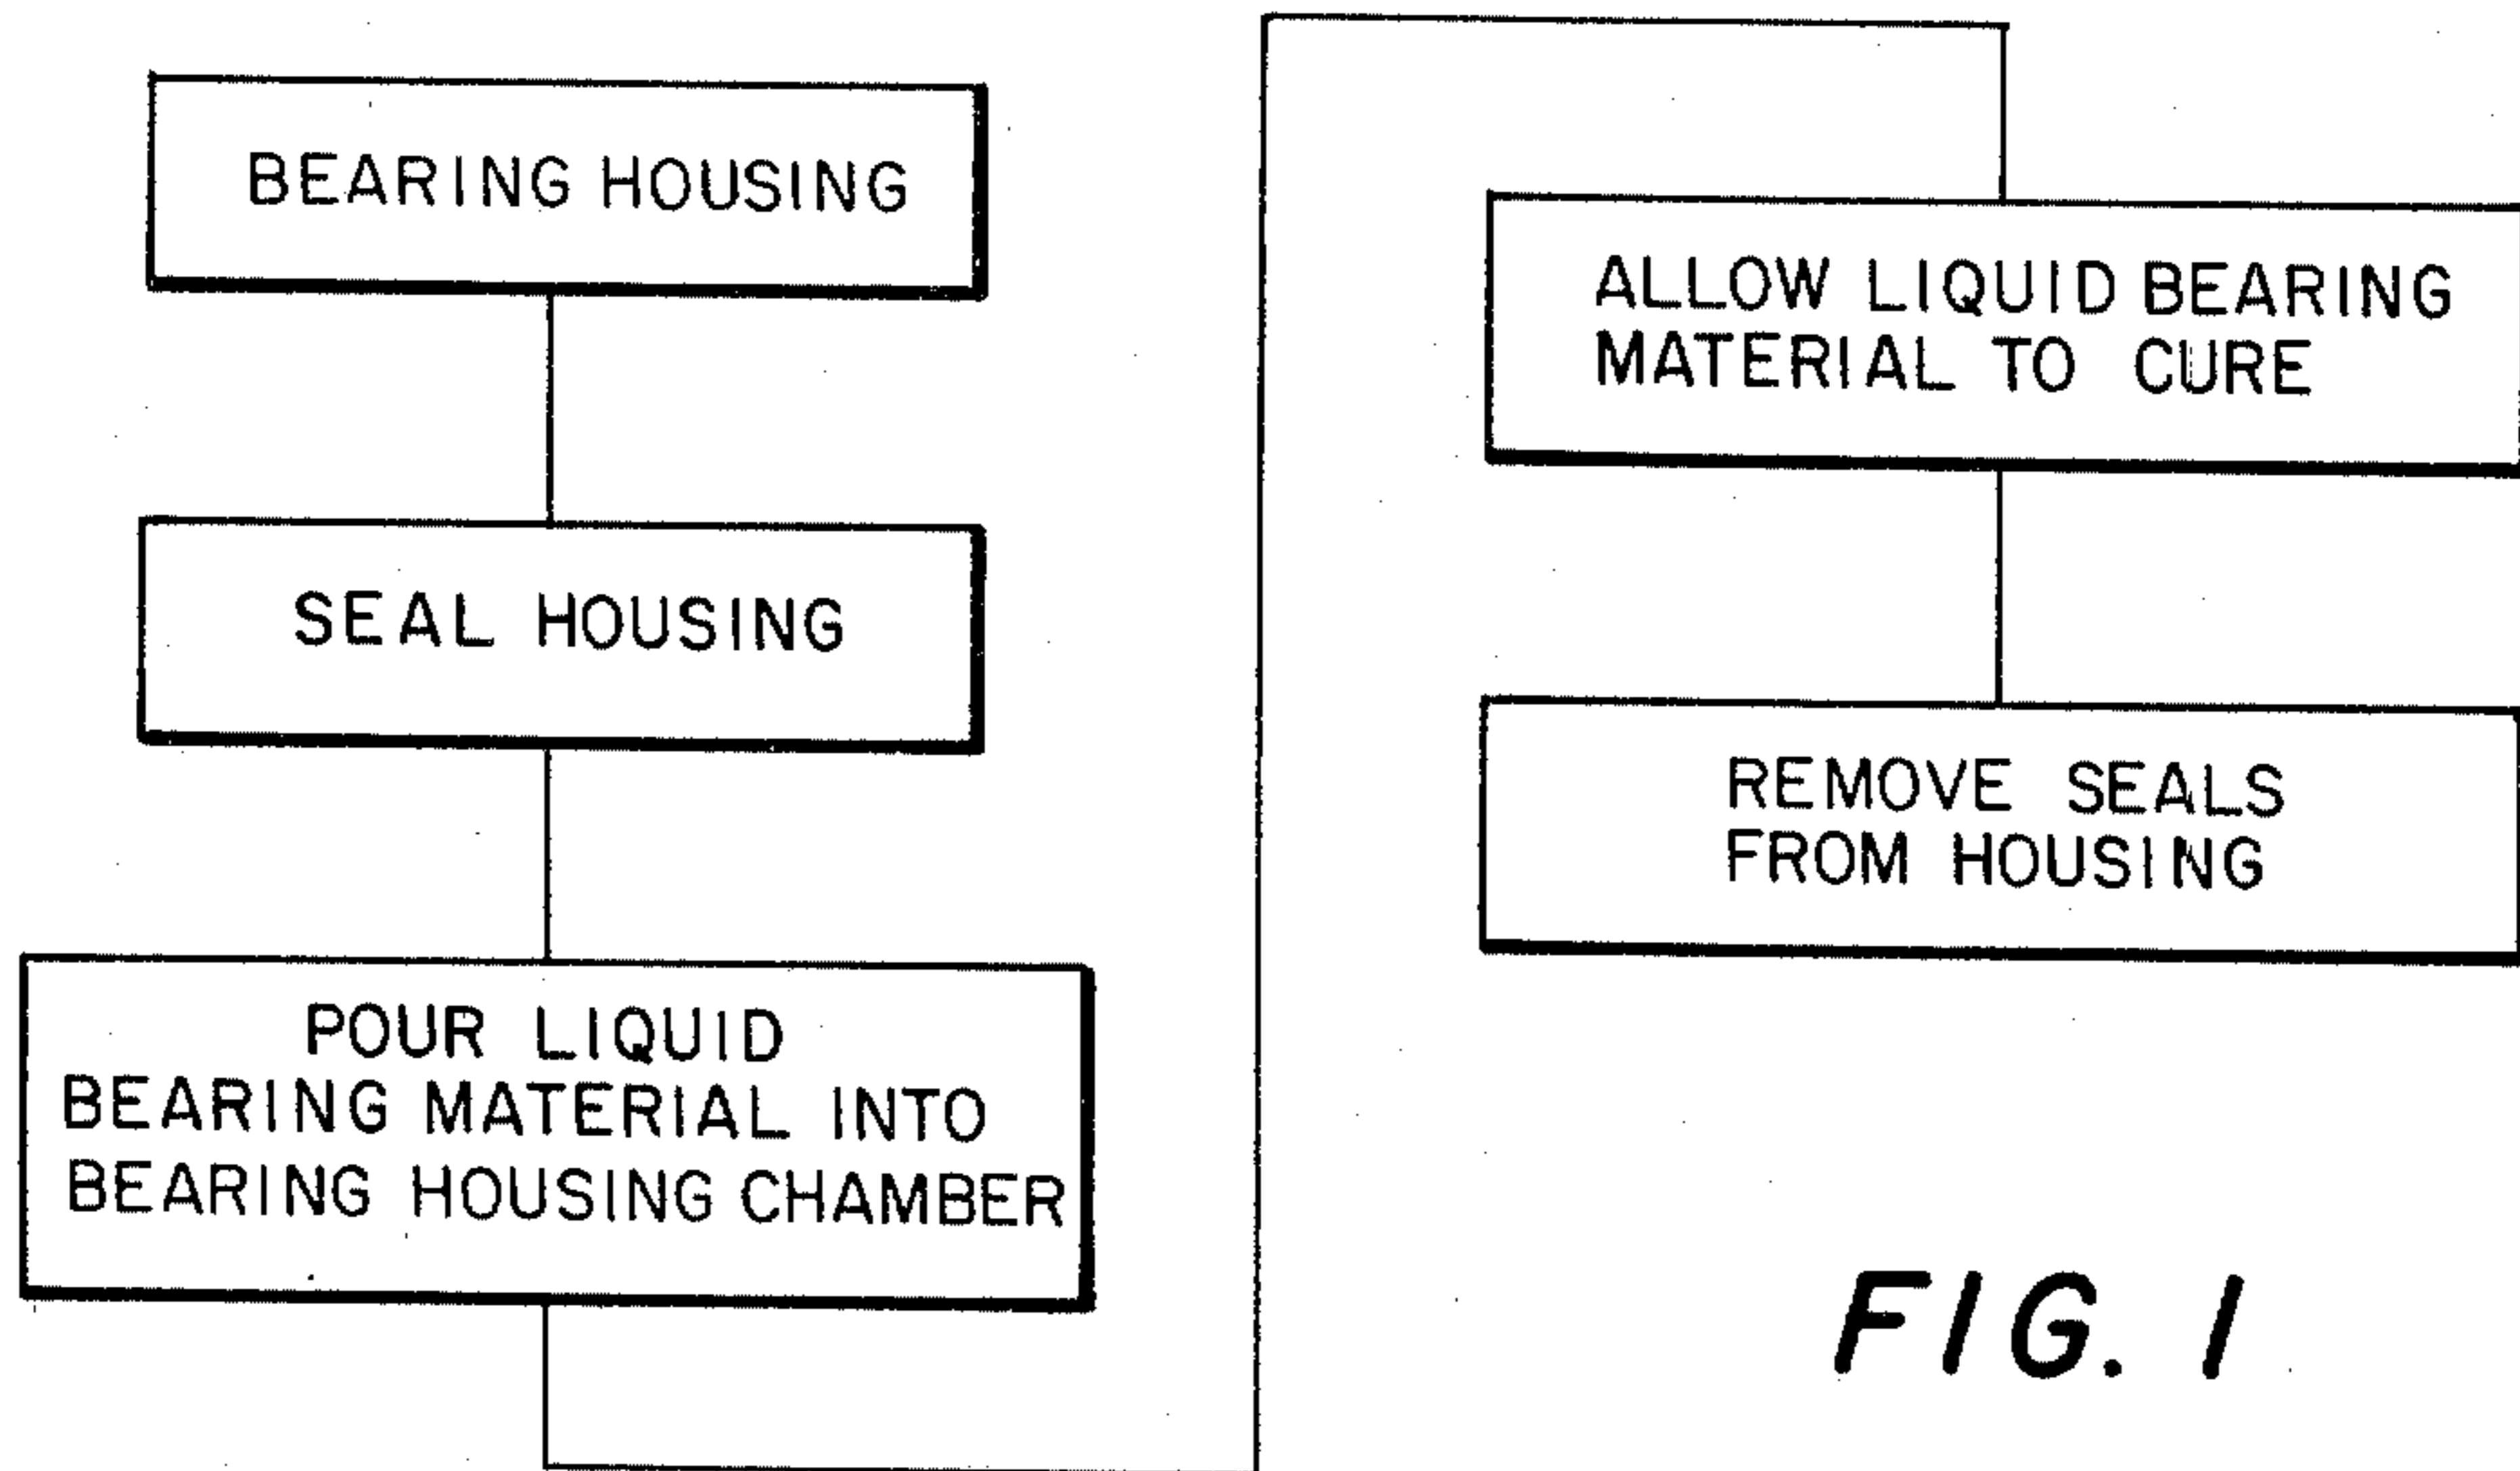 BEARING HOUSING
SEAL HOUSING
POUR LIQUID
BEARING MATERIAL INTO
BEARING HOUSING CHAMBER
ALLOW LIQUID BEARING
MATERIAL TO CURE
REMOVE SEALS
FROM HOUSING
FIG. 1